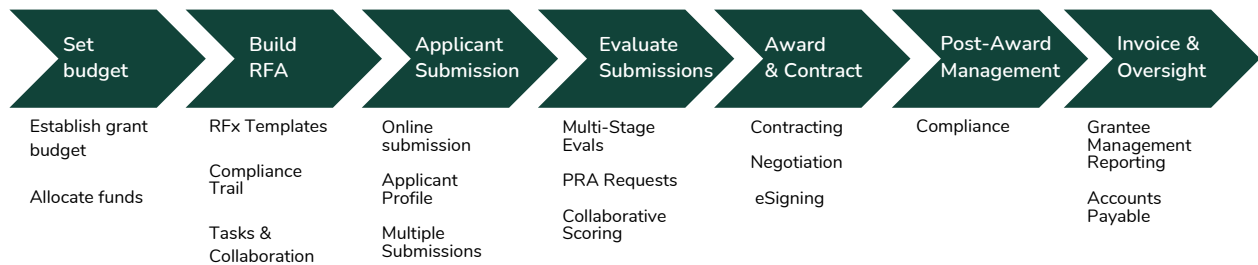 Set
budget
Build
RFA
Applicant
Submission
Evaluate
Submissions
Award
& Contract
Post-Award
Management
Invoice &
Oversight
Establish grant
budget
Allocate funds
RFx Templates
Compliance
Trail
Tasks &
Collaboration
Online
submission
Applicant
Profile
Multiple
Submissions
Multi-Stage
Evals
PRA Requests
Collaborative
Scoring
Contracting
Negotiation
eSigning
Compliance
Grantee
Management
Reporting
Accounts
Payable